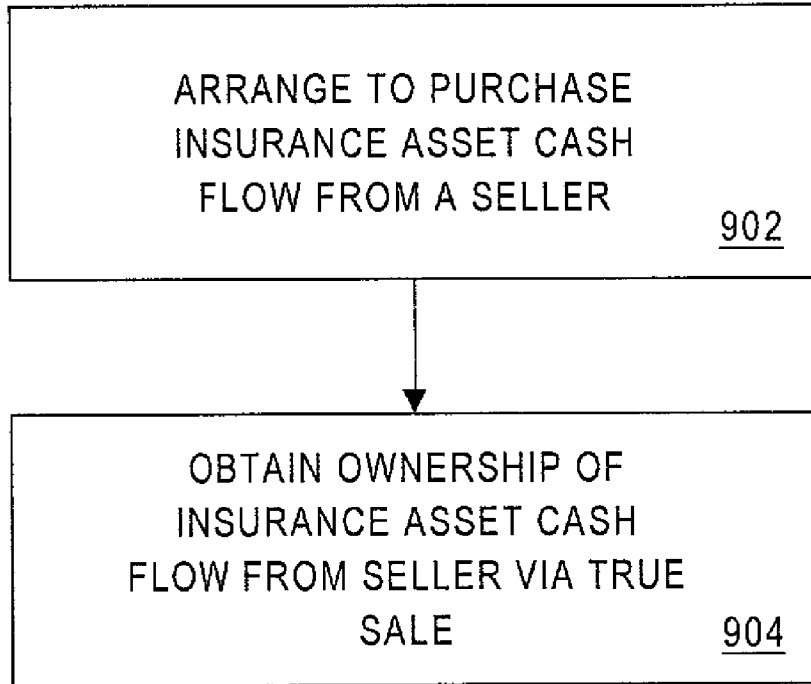 ARRANGE TO PURCHASE
INSURANCE ASSET CASH
FLOW FROM A SELLER
902
OBTAIN OWNERSHIP OF
INSURANCE ASSET CASH
FLOW FROM SELLER VIA TRUE
SALE
904